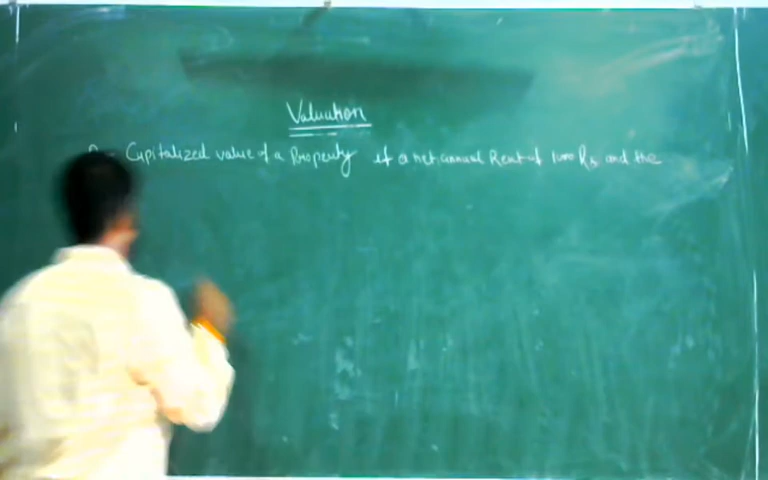 Valuation
Capitalized value of a Property if a net annual Rent of 1000 Rs and the